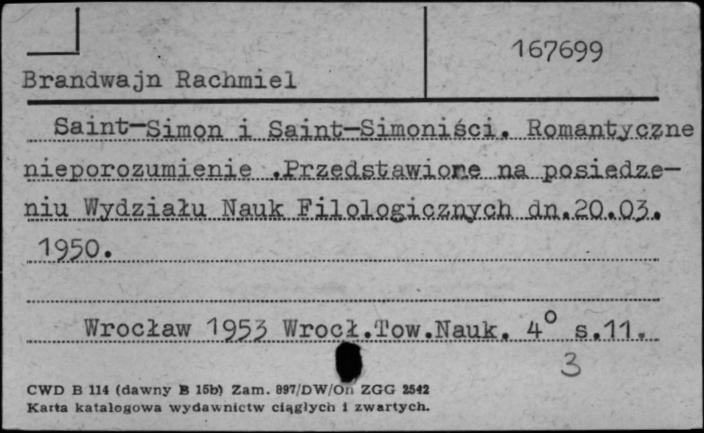 167699
Brandwajn Rachmiel
Saint-Simon i Saint-Simoniści. Romantyczne
nieporozumienie .Przedstawione na posiedze-
niu Wydziału Nauk Filologicznych dn.20.03.
1950.
Wrocław 1953 Wrocł.Tow.Nauk. 4° s.11.
3
CWD B 114 (dawny B 15b) Zam. 897/DW/On ZGG 2542
Karta katalogowa wydawnictw ciągłych i zwartych.